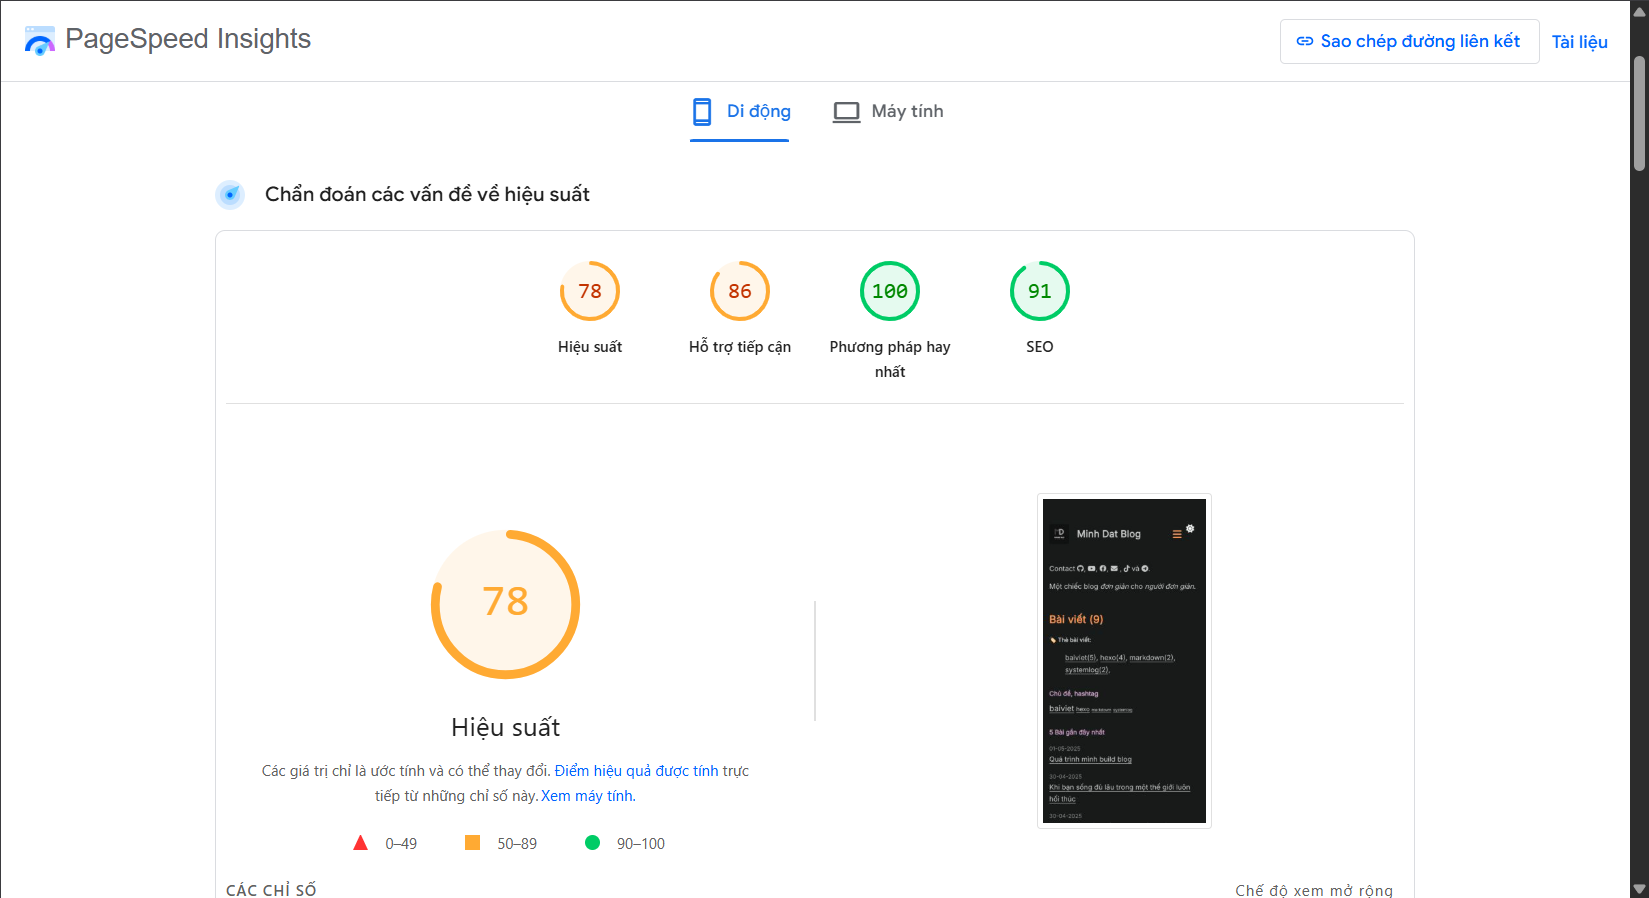 PageSpeed Insights
Sao chép đường liên kết
Tài liệu
Di động
Máy tính
Chẩn đoán các vấn đề về hiệu suất
78
86
100
91
Hiệu suất
Hỗ trợ tiếp cận
Phương pháp hay
nhất
SEO
78
Hiệu suất
Các giá trị chỉ là ước tính và có thể thay đổi. Điểm hiệu quả được tính trực
tiếp từ những chỉ số này. Xem máy tính.
0–49
50–89
90–100
Minh Dat Blog
Contact
và
Một chiếc blog đơn giản cho người đơn giản.
Bài viết (9)
Thẻ bài viết:
baiviet(5), hexo(4), markdown(2),
systemlog(2),
Chủ đề, hashtag
baiviet hexo markdown systemlog
5 Bài gần đây nhất
01-05-2025
Quá trình mình build blog
30-04-2025
Khi bạn sống đủ lâu trong một thế giới luôn
hối thúc
30-04-2025
CÁC CHỈ SỐ
Chế độ xem mở rộng